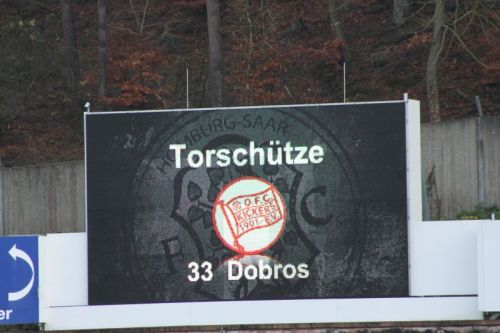 HOMBURG-SAAR
Torschütze
O.F.C.
KICKERS
1901 E.V.
F C
33 Dobros
er